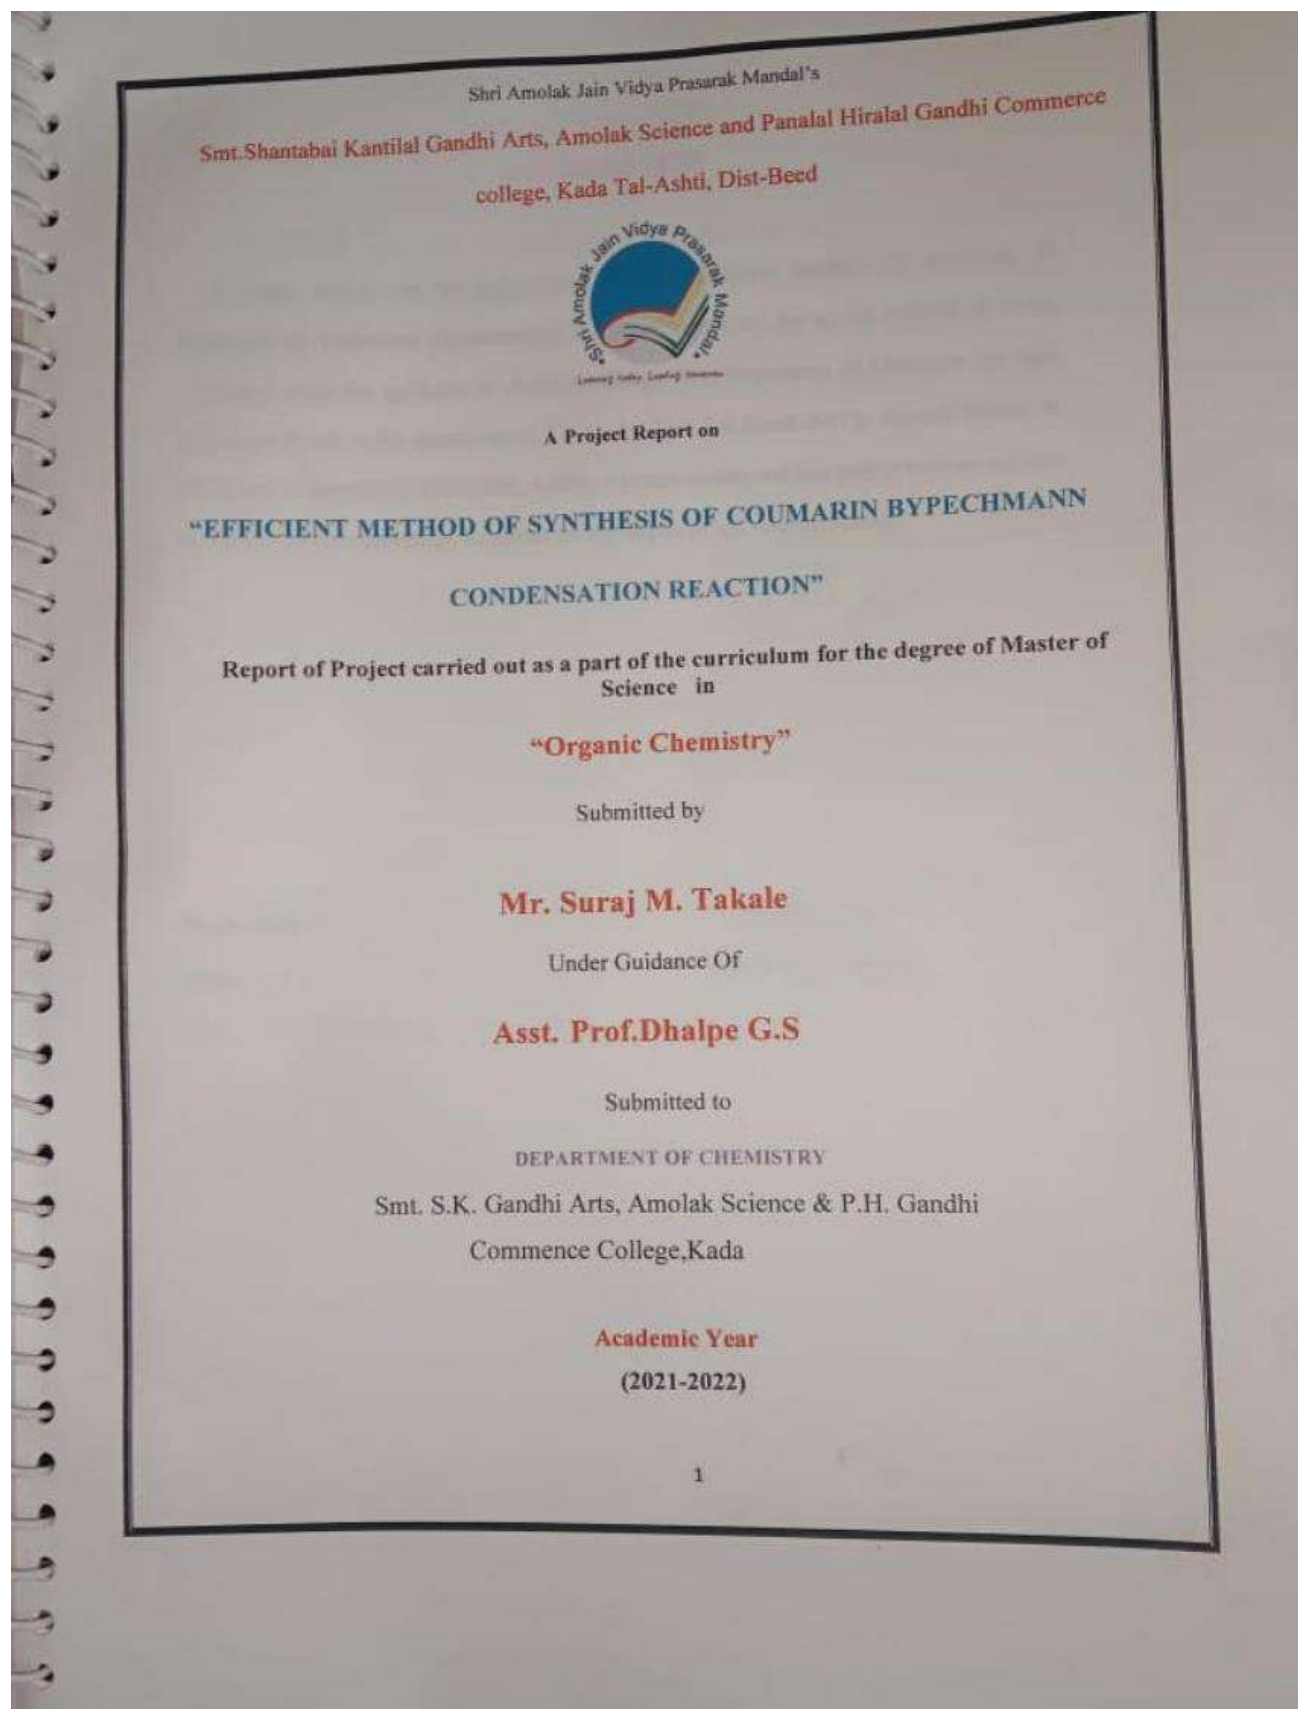 Shri Amolak Jain Vidya Prasarak Mandal's
Smt.Shantabai Kantilal Gandhi Arts, Amolak Science and Panalal Hiralal Gandhi Commerce
college, Kada Tal-Ashti, Dist-Beed
•Shri Amolak Jain Vidya Prasarak Mandal•
A Project Report on
“EFFICIENT METHOD OF SYNTHESIS OF COUMARIN BYPECHMANN
CONDENSATION REACTION”
Report of Project carried out as a part of the curriculum for the degree of Master of
Science in
“Organic Chemistry”
Submitted by
Mr. Suraj M. Takale
Under Guidance Of
Asst. Prof.Dhalpe G.S
Submitted to
DEPARTMENT OF CHEMISTRY
Smt. S.K. Gandhi Arts, Amolak Science & P.H. Gandhi
Commence College,Kada
Academic Year
(2021-2022)
1